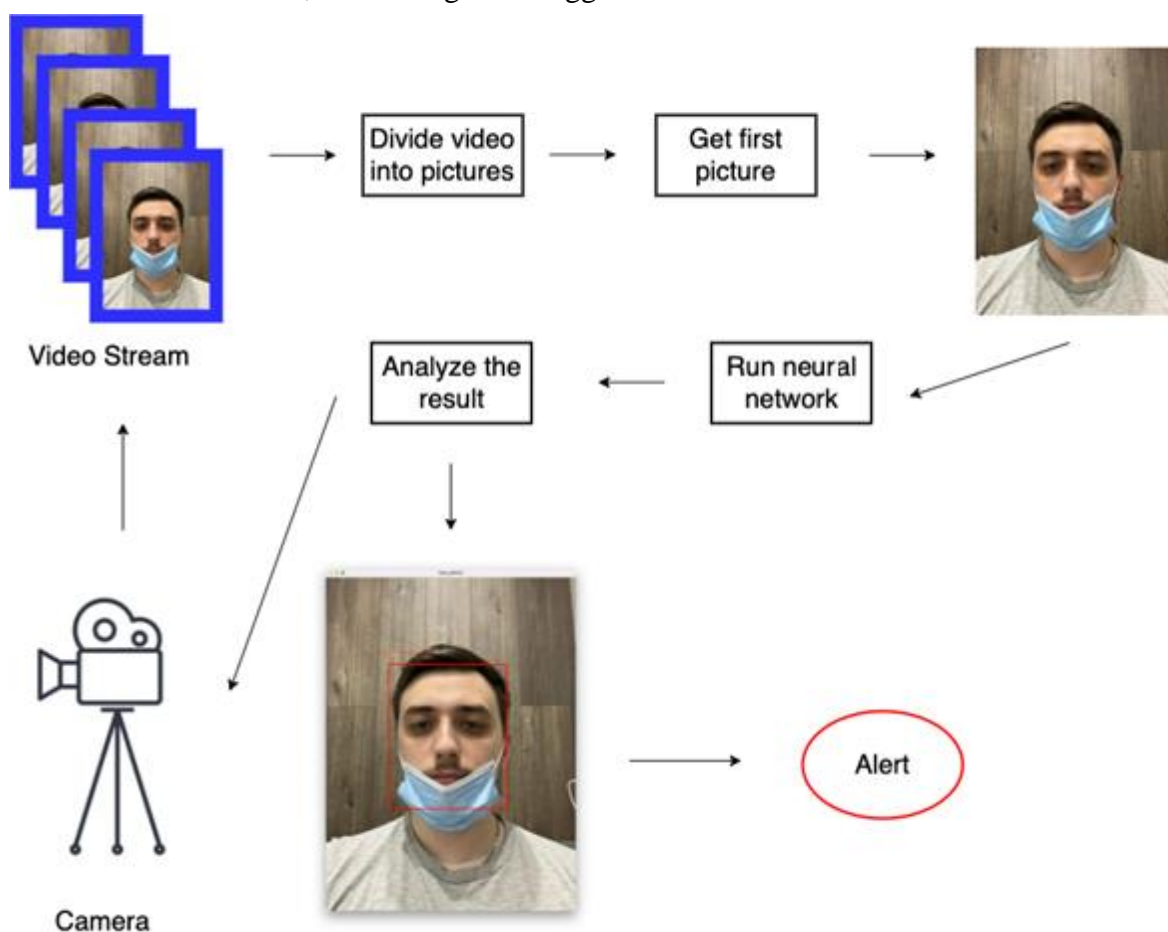 Divide video
into pictures
Get first
picture
Video Stream
Analyze the
result
Run neural
network
Alert
Camera